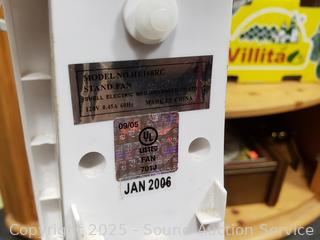 MODEL NO.HE168RC
STAND FAN
120V 0.45A 60Hz MADE IN CHINA
09/05
UL
LISTED
FAN
JAN 2006
Villita
Copyright © 2025 - Sound Auction Service